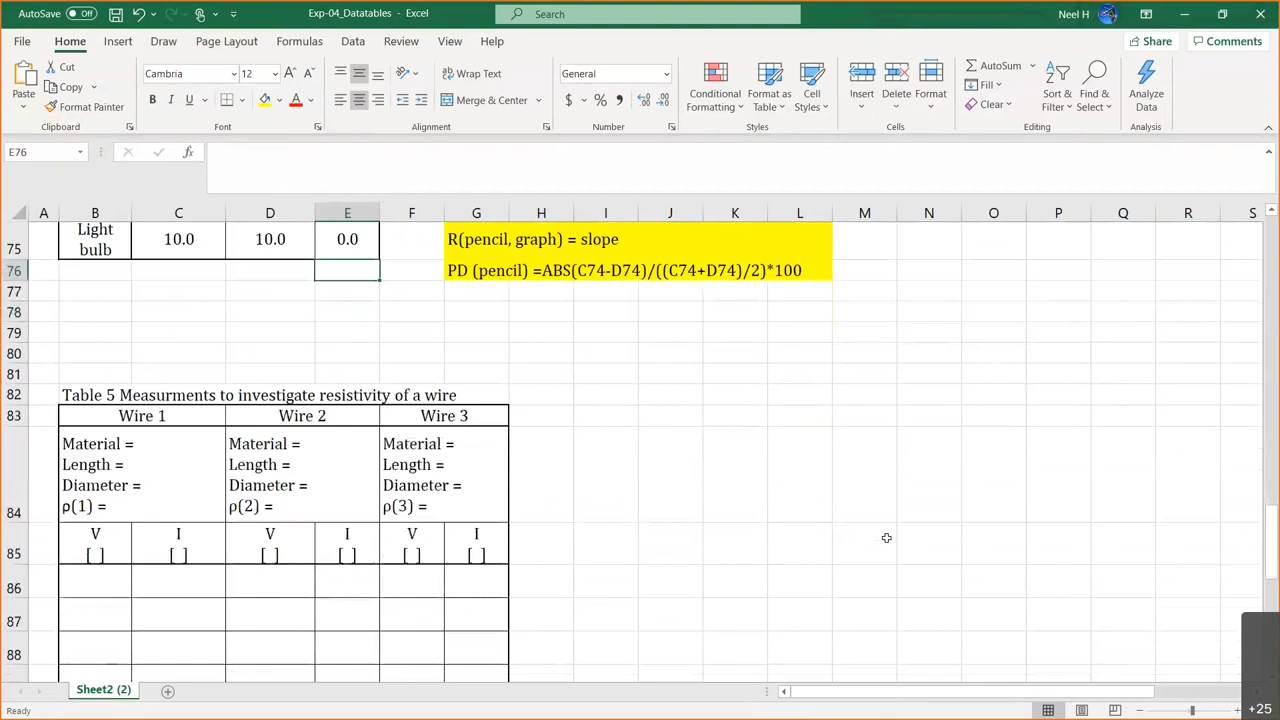 AutoSave Off Exp-04_Datatables - Excel Search Neel H
File Home Insert Draw Page Layout Formulas Data Review View Help Share Comments
Paste Cut Copy Format Painter Clipboard
Cambria 12 A A B I U A Font
ab Wrap Text Merge & Center Alignment
General $ % , Number
Conditional Formatting Format as Table Cell Styles Styles
Insert Delete Format Cells
AutoSum Fill Clear Sort & Filter Find & Select Editing
Analyze Data Analysis
E76 fx
A B C D E F G H I J K L M N O P Q R S
75 Light bulb 10.0 10.0 0.0 R(pencil, graph) = slope
76 PD (pencil) =ABS(C74-D74)/((C74+D74)/2)*100
77
78
79
80
81
82 Table 5 Measurments to investigate resistivity of a wire
83 Wire 1 Wire 2 Wire 3
Material = Material = Material =
Length = Length = Length =
Diameter = Diameter = Diameter =
84 ρ(1) = ρ(2) = ρ(3) =
V I V I V I
85 [ ] [ ] [ ] [ ] [ ] [ ]
86
87
88
Sheet2 (2)
Ready
+25